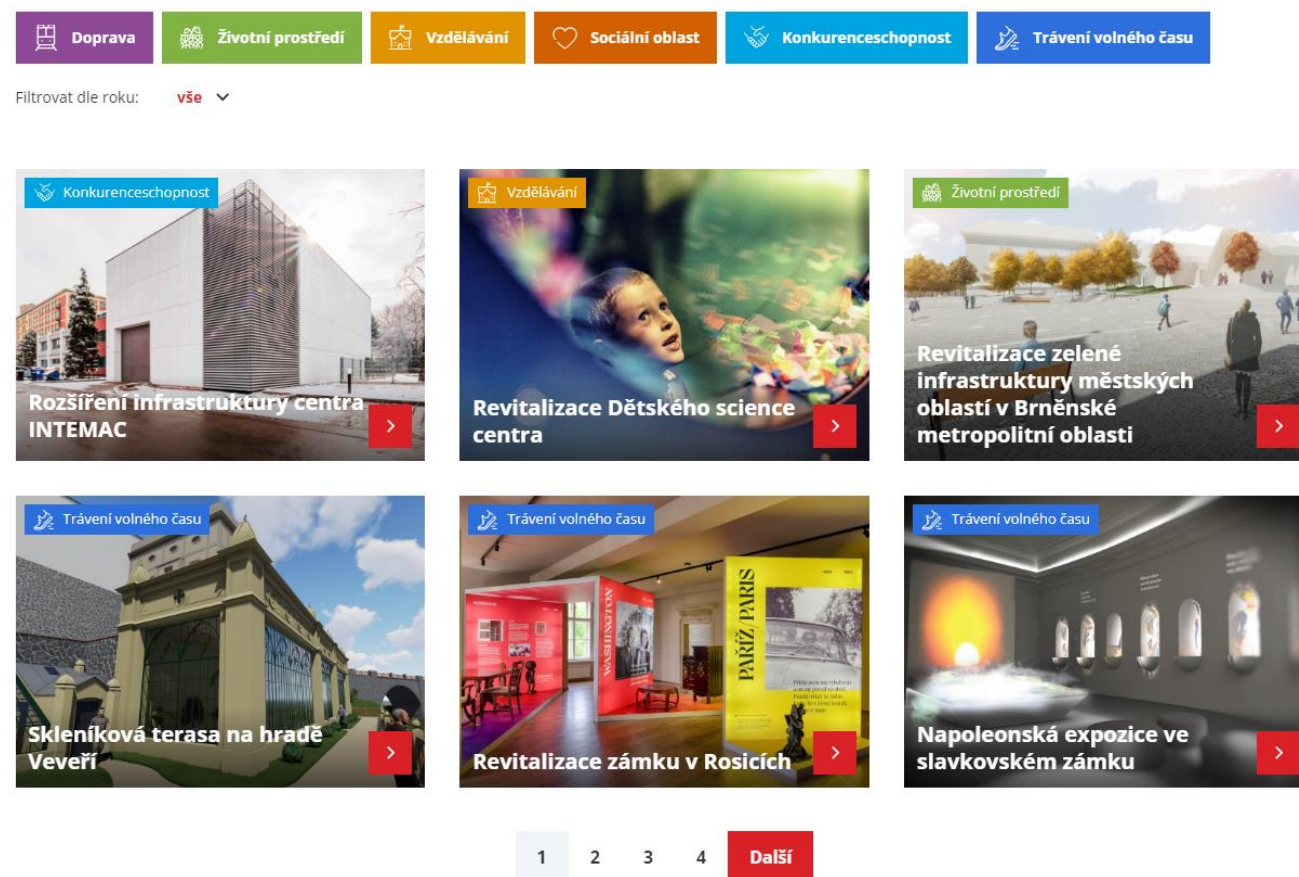 Doprava
Životní prostředí
Vzdělávání
Sociální oblast
Konkurenceschopnost
Trávení volného času
Filtrovat dle roku: vše
Konkurenceschopnost
Rozšíření infrastruktury centra
INTEMAC
Vzdělávání
Revitalizace Dětského science
centra
Životní prostředí
Revitalizace zelené
infrastruktury městských
oblastí v Brněnské
metropolitní oblasti
Trávení volného času
Skleníková terasa na hradě
Veveří
Trávení volného času
WASHINGTON
PAŘÍŽ/PARIS
Revitalizace zámku v Rosicích
Trávení volného času
Napoleonská expozice ve
slavkovském zámku
1 2 3 4 Další